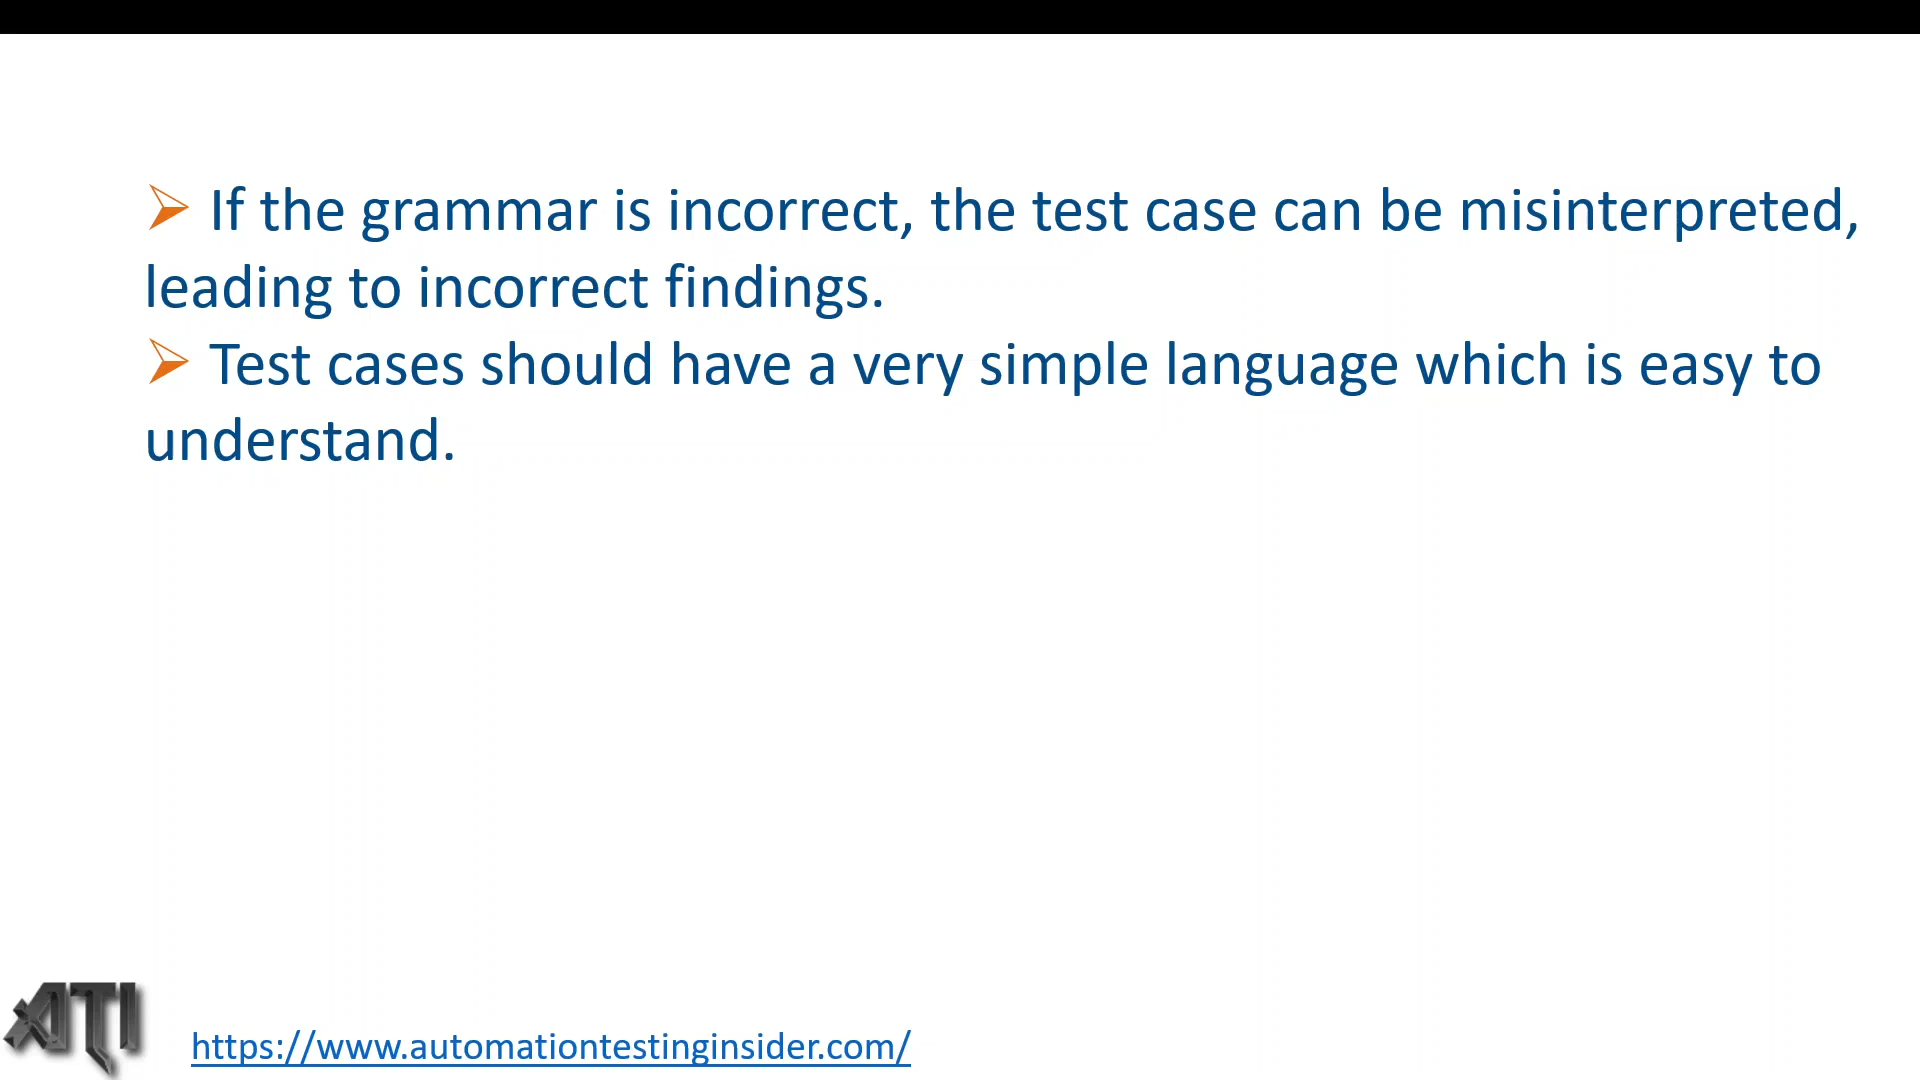 If the grammar is incorrect, the test case can be misinterpreted,
leading to incorrect findings.
Test cases should have a very simple language which is easy to
understand.
ATI
https://www.automationtestinginsider.com/